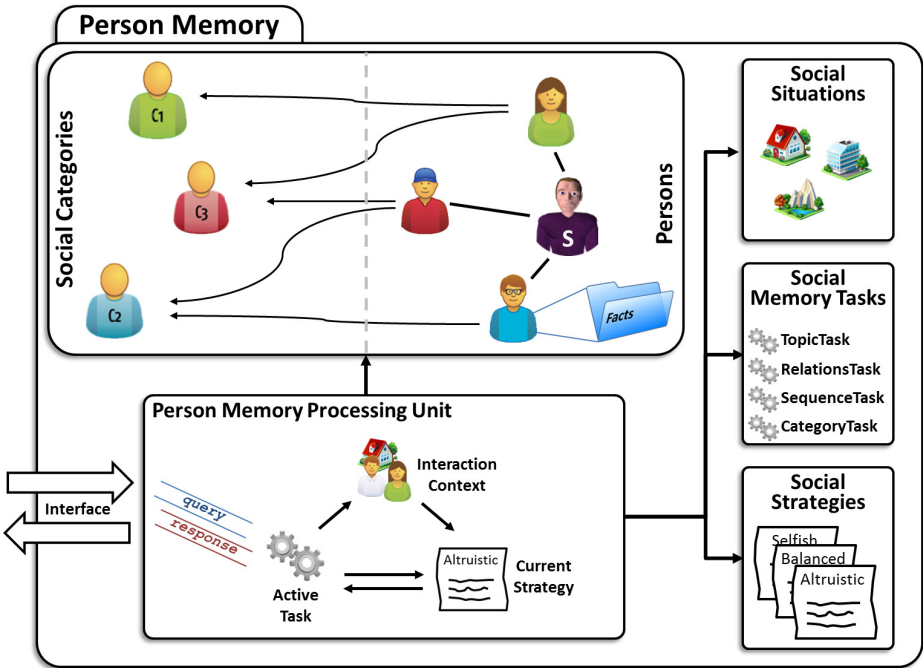 Person Memory
Social Categories
C1
C3
C2
S
Persons
Facts
Social
Situations
Social
Memory Tasks
TopicTask
RelationsTask
SequenceTask
CategoryTask
Person Memory Processing Unit
Interaction
Context
Interface
query
response
Active
Task
Altruistic
Current
Strategy
Social
Strategies
Selfish
Balanced
Altruistic